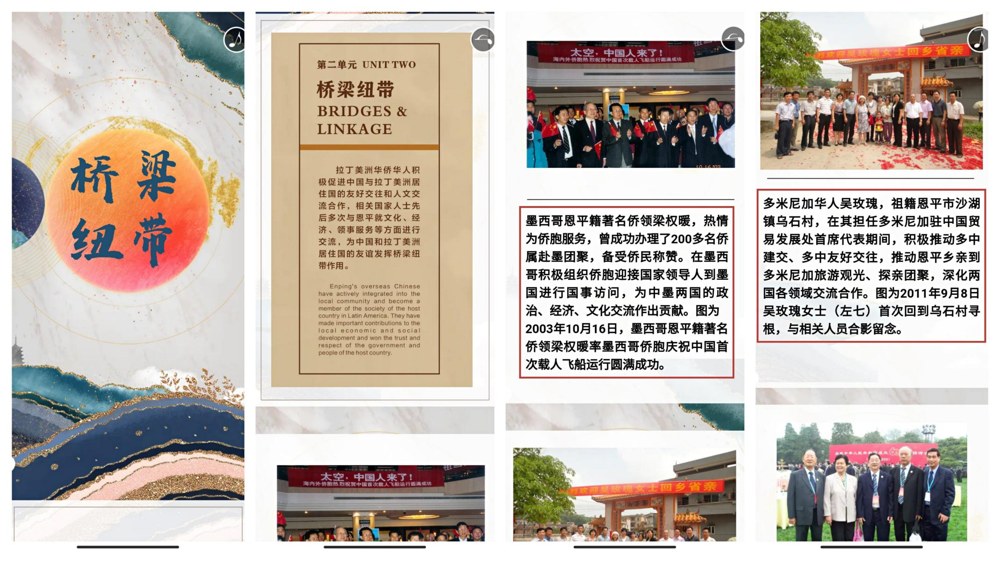 桥梁
纽带
第二单元 UNIT TWO
桥梁纽带
BRIDGES &
LINKAGE
拉丁美洲华侨华人积
极促进中国与拉丁美洲居
住国的友好交往和人文交
流合作，相关国家人士先
后多次与恩平就文化、经
济、领事服务等方面进行
交流，为中国和拉丁美洲
居住国的友谊发挥桥梁纽
带作用。
Enping's overseas Chinese
have actively integrated into the
local community and become a
member of the society of the host
country in Latin America. They have
made important contributions to the
local economic and social
development and won the trust and
respect of the government and
people of the host country.
太空，中国人来了！
海内外侨胞热烈祝贺中国首次载人飞船运行圆满成功
太空，中国人来了！
海内外侨胞热烈祝贺中国首次载人飞船运行圆满成功
10.16'03
墨西哥恩平籍著名侨领梁权暖，热情
为侨胞服务，曾成功办理了200多名侨
属赴墨团聚，备受侨民称赞。在墨西
哥积极组织侨胞迎接国家领导人到墨
国进行国事访问，为中墨两国的政
治、经济、文化交流作出贡献。图为
2003年10月16日，墨西哥恩平籍著名
侨领梁权暖率墨西哥侨胞庆祝中国首
次载人飞船运行圆满成功。
烈欢迎吴玫瑰女士回乡省亲
烈欢迎吴玫瑰女士回乡省亲
多米尼加华人吴玫瑰，祖籍恩平市沙湖
镇乌石村，在其担任多米尼加驻中国贸
易发展处首席代表期间，积极推动多中
建交、多中友好交往，推动恩平乡亲到
多米尼加旅游观光、探亲团聚，深化两
国各领域交流合作。图为2011年9月8日
吴玫瑰女士（左七）首次回到乌石村寻
根，与相关人员合影留念。
中华人民共和国成立